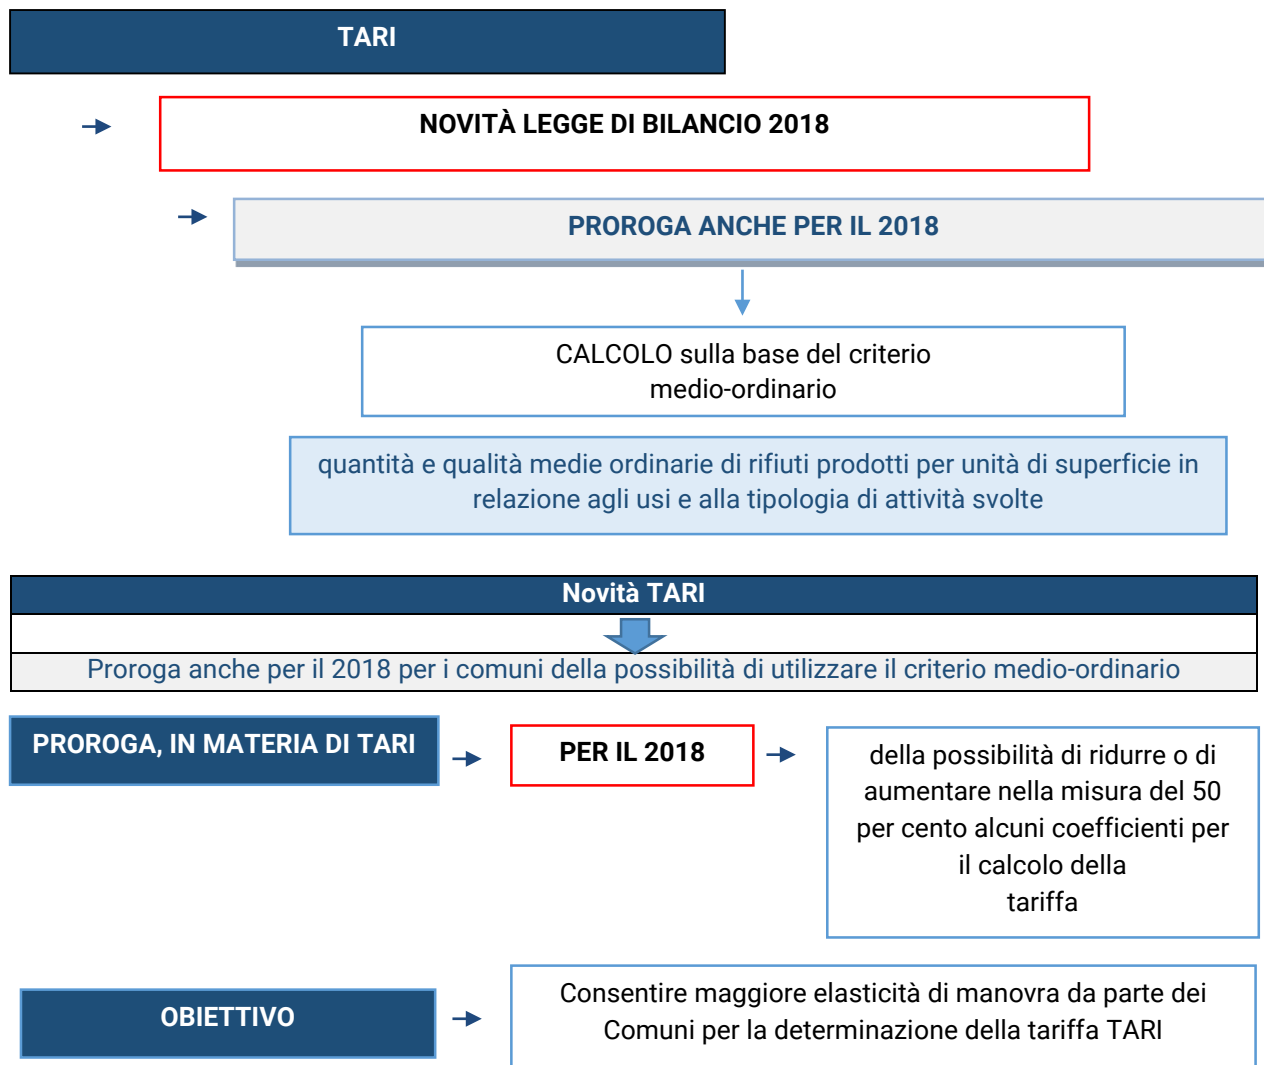 TARI
NOVITÀ LEGGE DI BILANCIO 2018
PROROGA ANCHE PER IL 2018
CALCOLO sulla base del criterio
medio-ordinario
quantità e qualità medie ordinarie di rifiuti prodotti per unità di superficie in
relazione agli usi e alla tipologia di attività svolte
Novità TARI
Proroga anche per il 2018 per i comuni della possibilità di utilizzare il criterio medio-ordinario
PROROGA, IN MATERIA DI TARI
PER IL 2018
della possibilità di ridurre o di
aumentare nella misura del 50
per cento alcuni coefficienti per
il calcolo della
tariffa
OBIETTIVO
Consentire maggiore elasticità di manovra da parte dei
Comuni per la determinazione della tariffa TARI